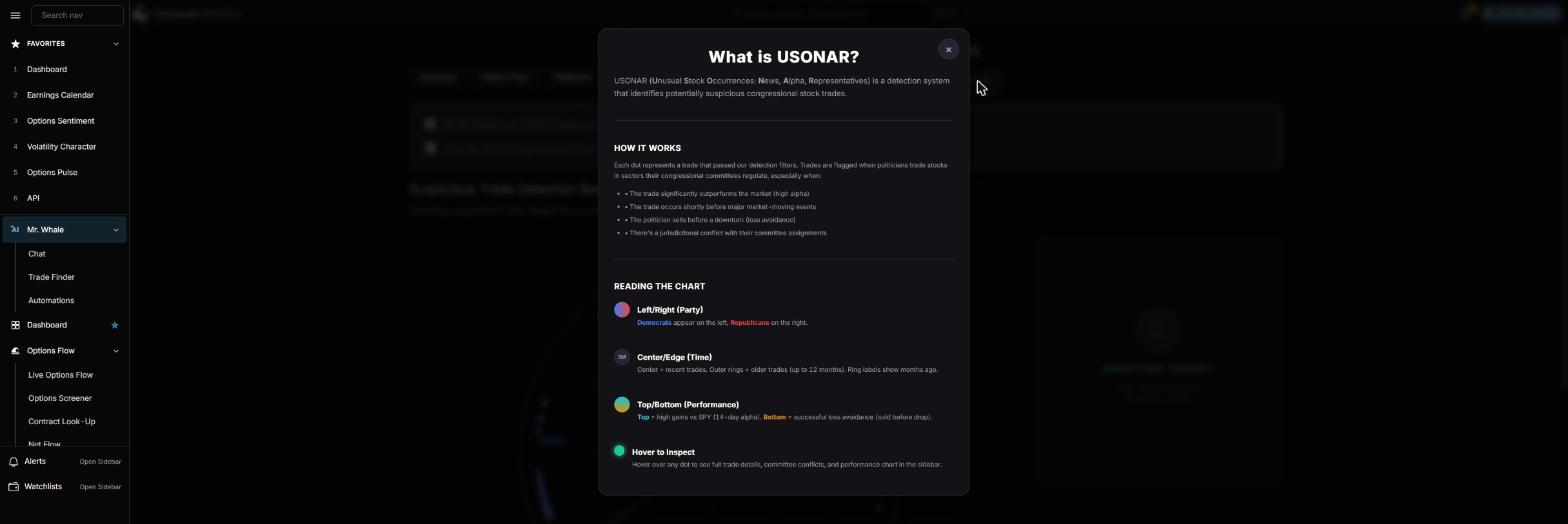 Search nav
FAVORITES
1 Dashboard
2 Earnings Calendar
3 Options Sentiment
4 Volatility Character
5 Options Pulse
6 API
AI Mr. Whale
Chat
Trade Finder
Automations
Dashboard
Options Flow
Live Options Flow
Options Screener
Contract Look-Up
Net Flow
Alerts Open Sidebar
Watchlists Open Sidebar
What is USONAR?
×
USONAR (Unusual Stock Occurrences: News, Alpha, Representatives) is a detection system
that identifies potentially suspicious congressional stock trades.
HOW IT WORKS
Each dot represents a trade that passed our detection filters. Trades are flagged when politicians trade stocks
in sectors their congressional committees regulate, especially when:
• • The trade significantly outperforms the market (high alpha)
• • The trade occurs shortly before major market-moving events
• • The politician sells before a downturn (loss avoidance)
• • There's a jurisdictional conflict with their committee assignments
READING THE CHART
Left/Right (Party)
Democrats appear on the left, Republicans on the right.
3M Center/Edge (Time)
Center = recent trades. Outer rings = older trades (up to 12 months). Ring labels show months ago.
Top/Bottom (Performance)
Top = high gains vs SPY (14-day alpha). Bottom = successful loss avoidance (sold before drop).
Hover to Inspect
Hover over any dot to see full trade details, committee conflicts, and performance chart in the sidebar.
Suspicious Trade Detection